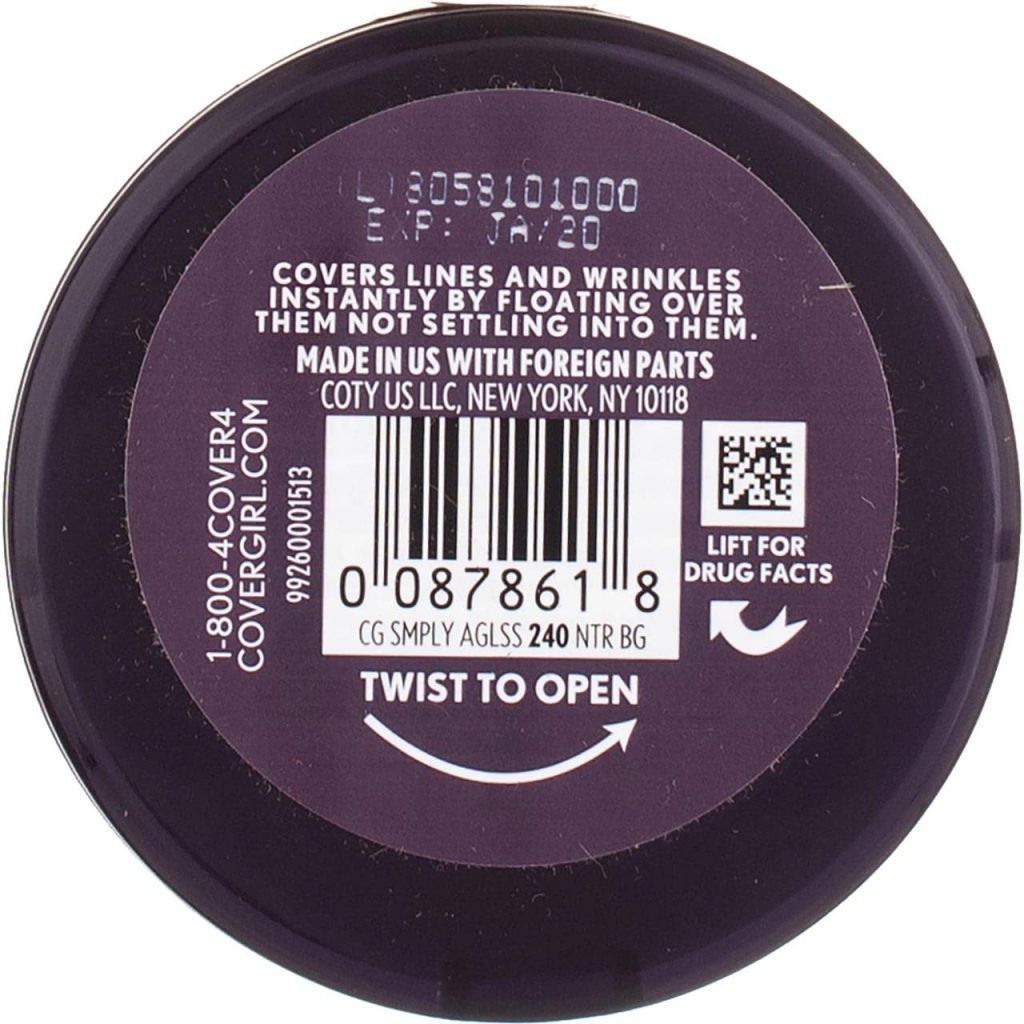 (L)8058101000
EXP: JA/20
COVERS LINES AND WRINKLES
INSTANTLY BY FLOATING OVER
THEM NOT SETTLING INTO THEM.
MADE IN US WITH FOREIGN PARTS
COTY US LLC, NEW YORK, NY 10118
1-800-4COVER4
COVERGIRL.COM
99260001513
0 087861 8
CG SMPLY AGLSS 240 NTR BG
LIFT FOR
DRUG FACTS
TWIST TO OPEN